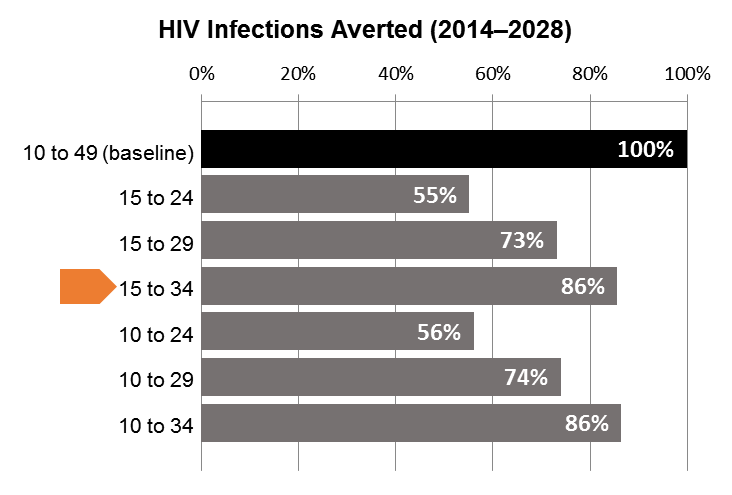 HIV Infections Averted (2014–2028)
0% 20% 40% 60% 80% 100%
10 to 49 (baseline) 100%
15 to 24 55%
15 to 29 73%
15 to 34 86%
10 to 24 56%
10 to 29 74%
10 to 34 86%